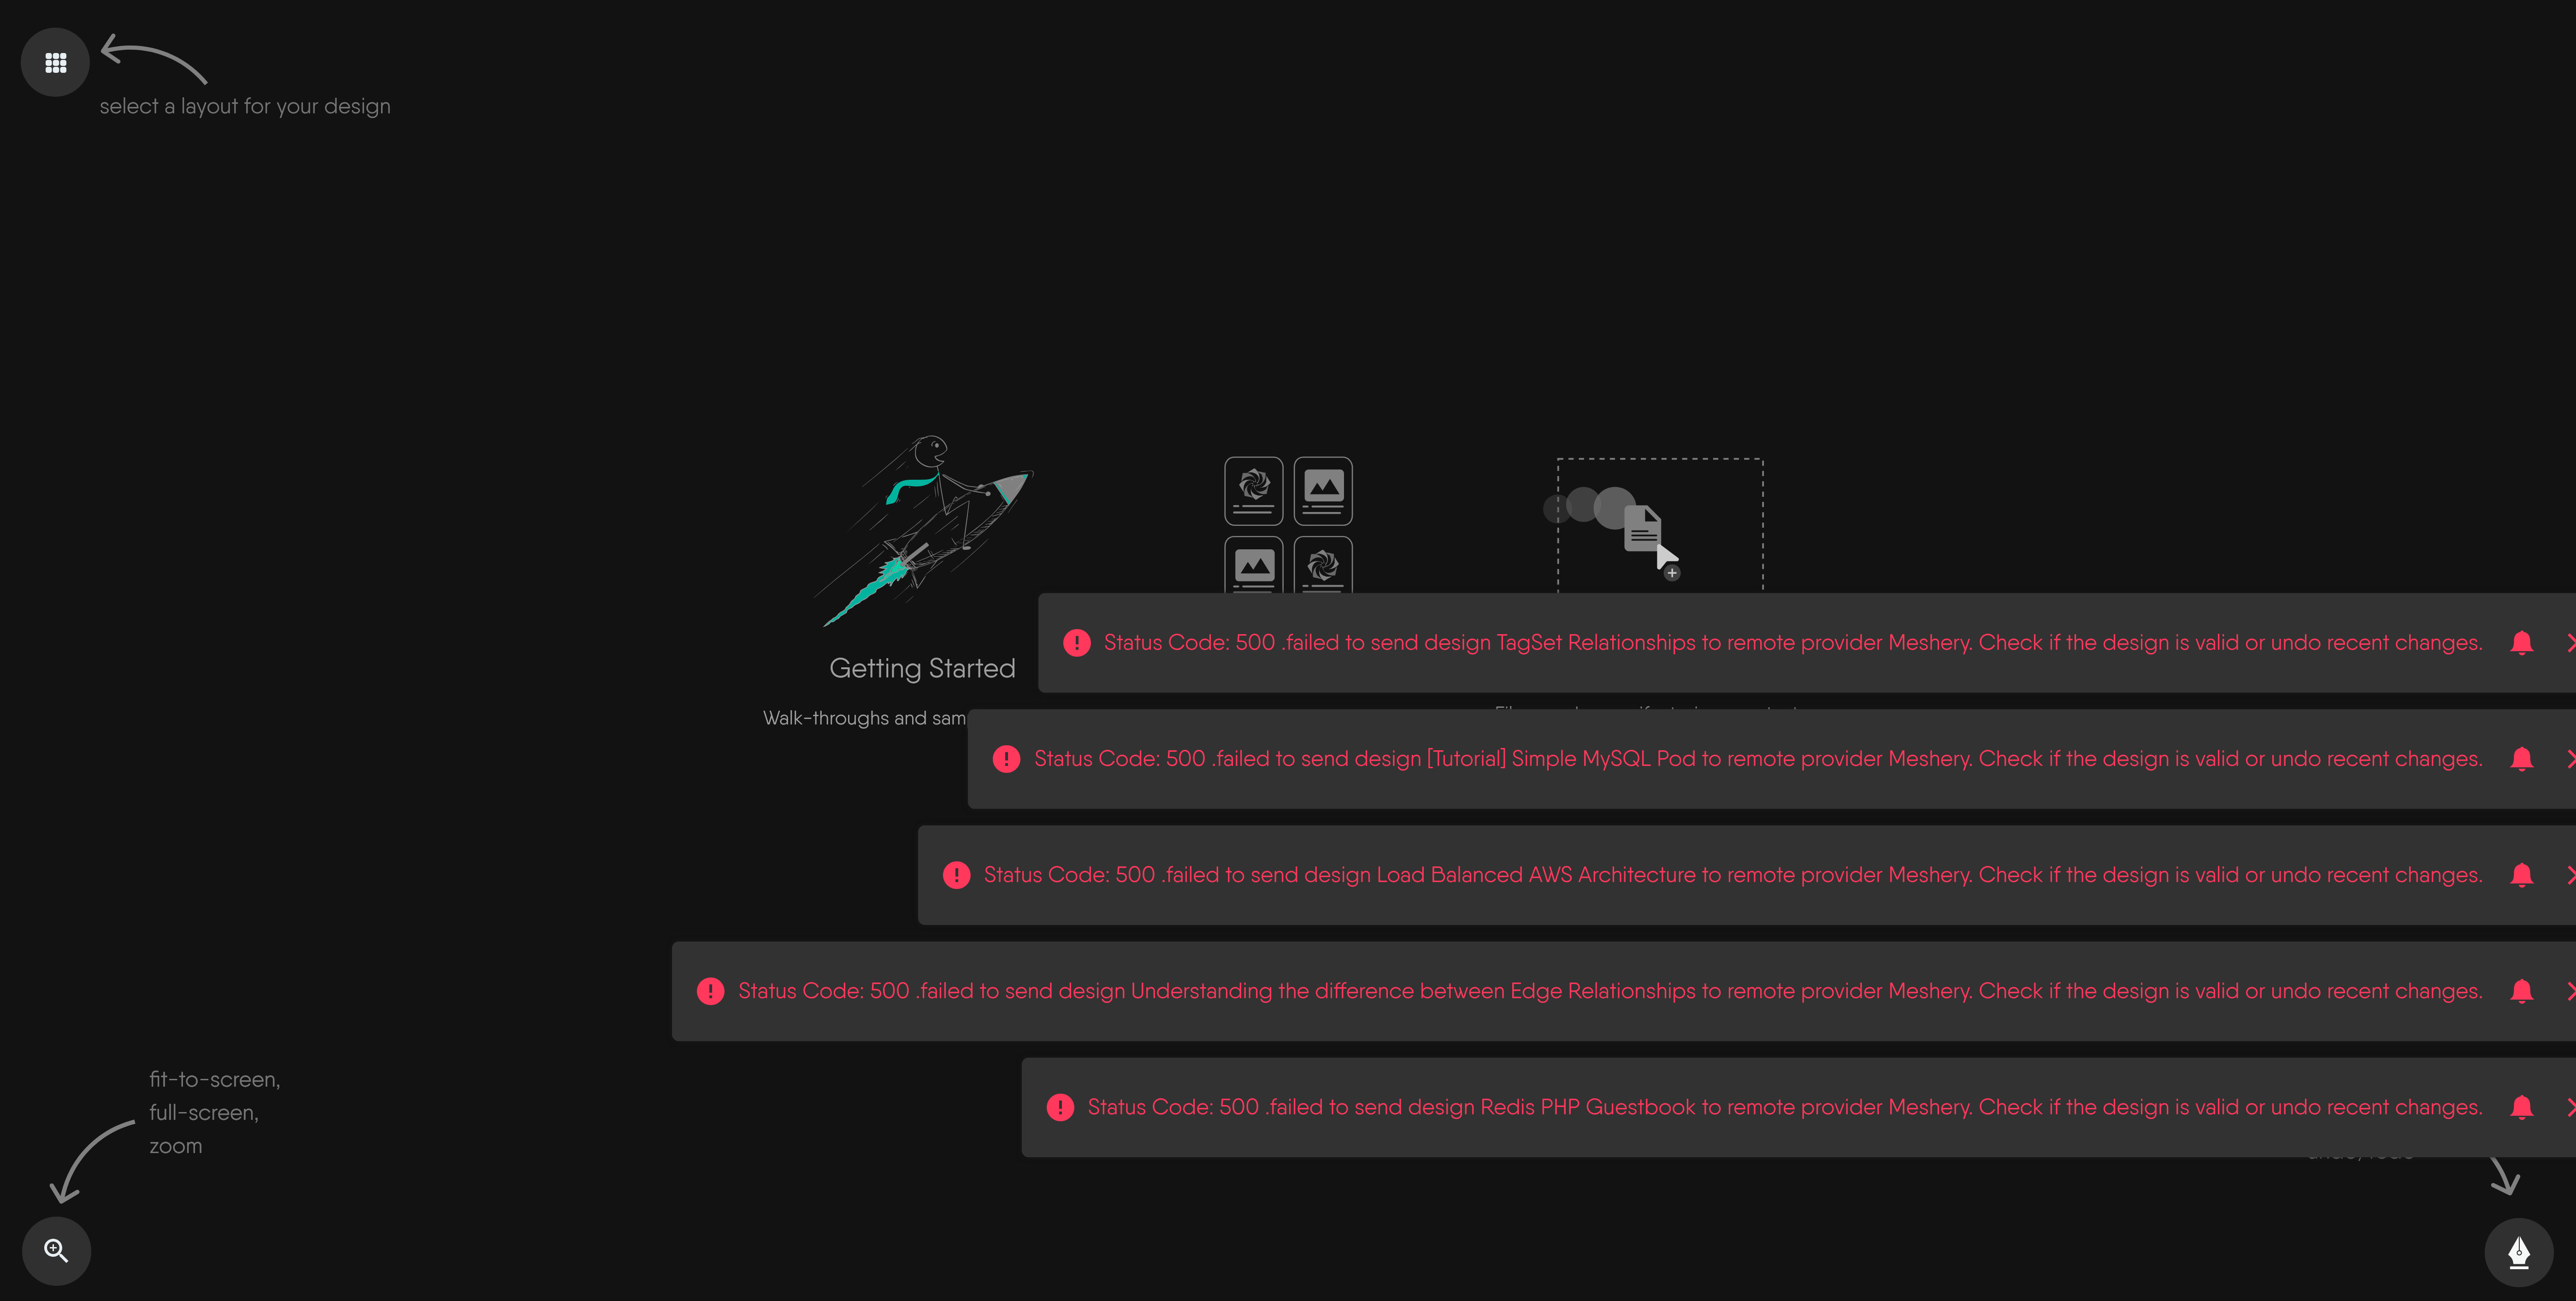 select a layout for your design
Getting Started
Walk-throughs and sam
Status Code: 500 .failed to send design TagSet Relationships to remote provider Meshery. Check if the design is valid or undo recent changes.
Status Code: 500 .failed to send design [Tutorial] Simple MySQL Pod to remote provider Meshery. Check if the design is valid or undo recent changes.
Status Code: 500 .failed to send design Load Balanced AWS Architecture to remote provider Meshery. Check if the design is valid or undo recent changes.
Status Code: 500 .failed to send design Understanding the difference between Edge Relationships to remote provider Meshery. Check if the design is valid or undo recent changes.
Status Code: 500 .failed to send design Redis PHP Guestbook to remote provider Meshery. Check if the design is valid or undo recent changes.
fit-to-screen,
full-screen,
zoom